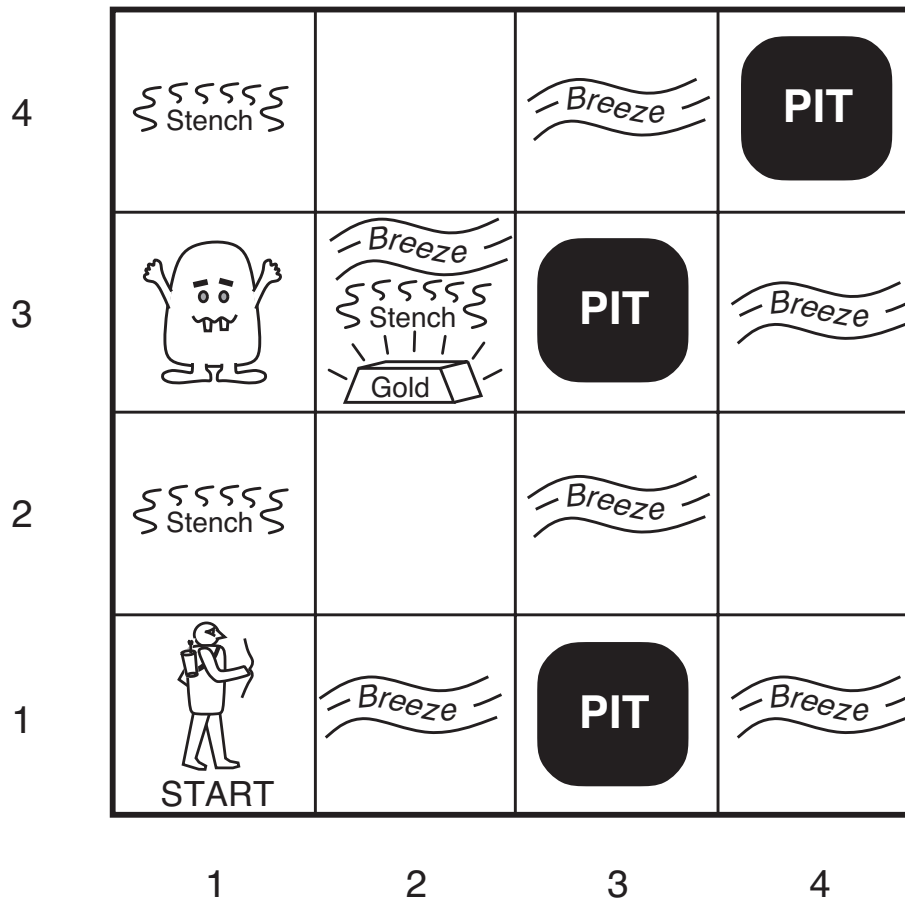 4
Stench
Breeze
PIT
3
Breeze
Stench
Gold
PIT
Breeze
2
Stench
Breeze
1
START
Breeze
PIT
Breeze
1 2 3 4